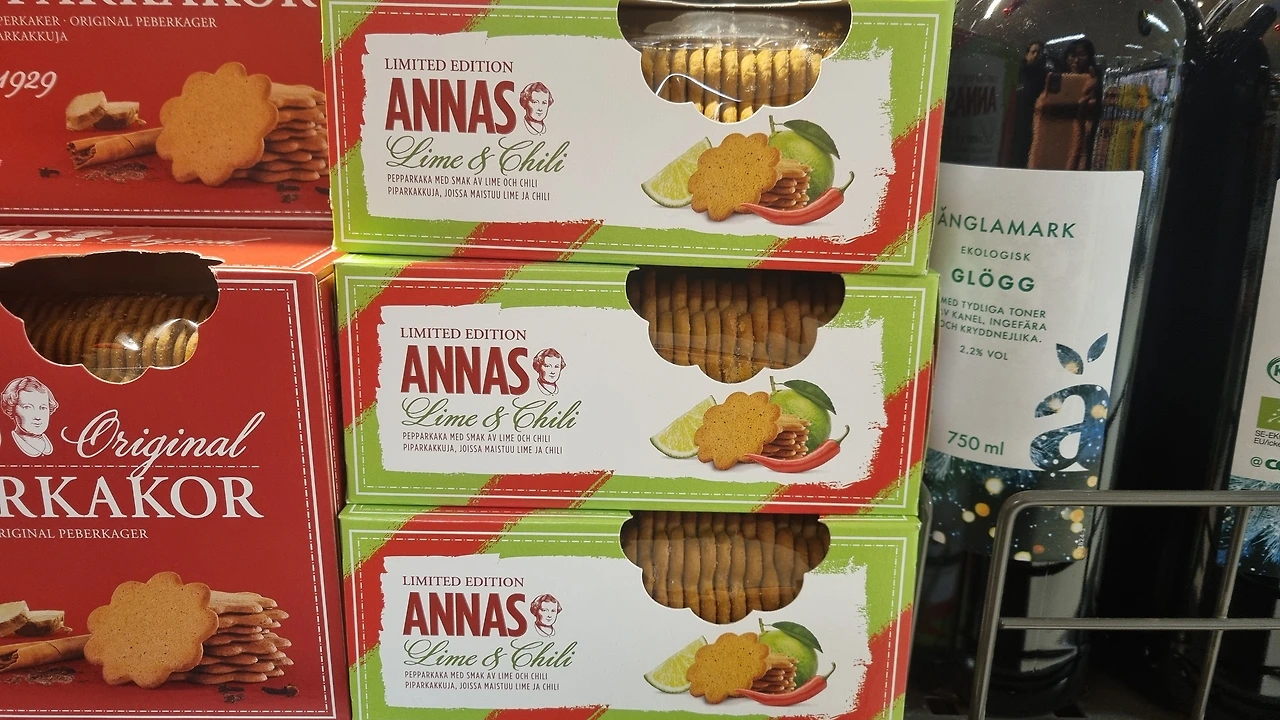 PERKAKER · ORIGINAL PEBERKAGER
PARKAKKUJA
1929
Original
RKAKOR
RIGINAL PEBERKAGER
LIMITED EDITION
ANNAS
Lime & Chili
PEPPARKAKA MED SMAK AV LIME OCH CHILI
PIPARKAKKUJA, JOISSA MAISTUU LIME JA CHILI
LIMITED EDITION
ANNAS
Lime & Chili
PEPPARKAKA MED SMAK AV LIME OCH CHILI
PIPARKAKKUJA, JOISSA MAISTUU LIME JA CHILI
LIMITED EDITION
ANNAS
Lime & Chili
PEPPARKAKA MED SMAK AV LIME OCH CHILI
PIPARKAKKUJA, JOISSA MAISTUU LIME JA CHILI
ÄNGLAMARK
EKOLOGISK
GLÖGG
MED TYDLIGA TONER
AV KANEL, INGEFÄRA
OCH KRYDDNEJLIKA.
2,2% VOL
ä
750 ml